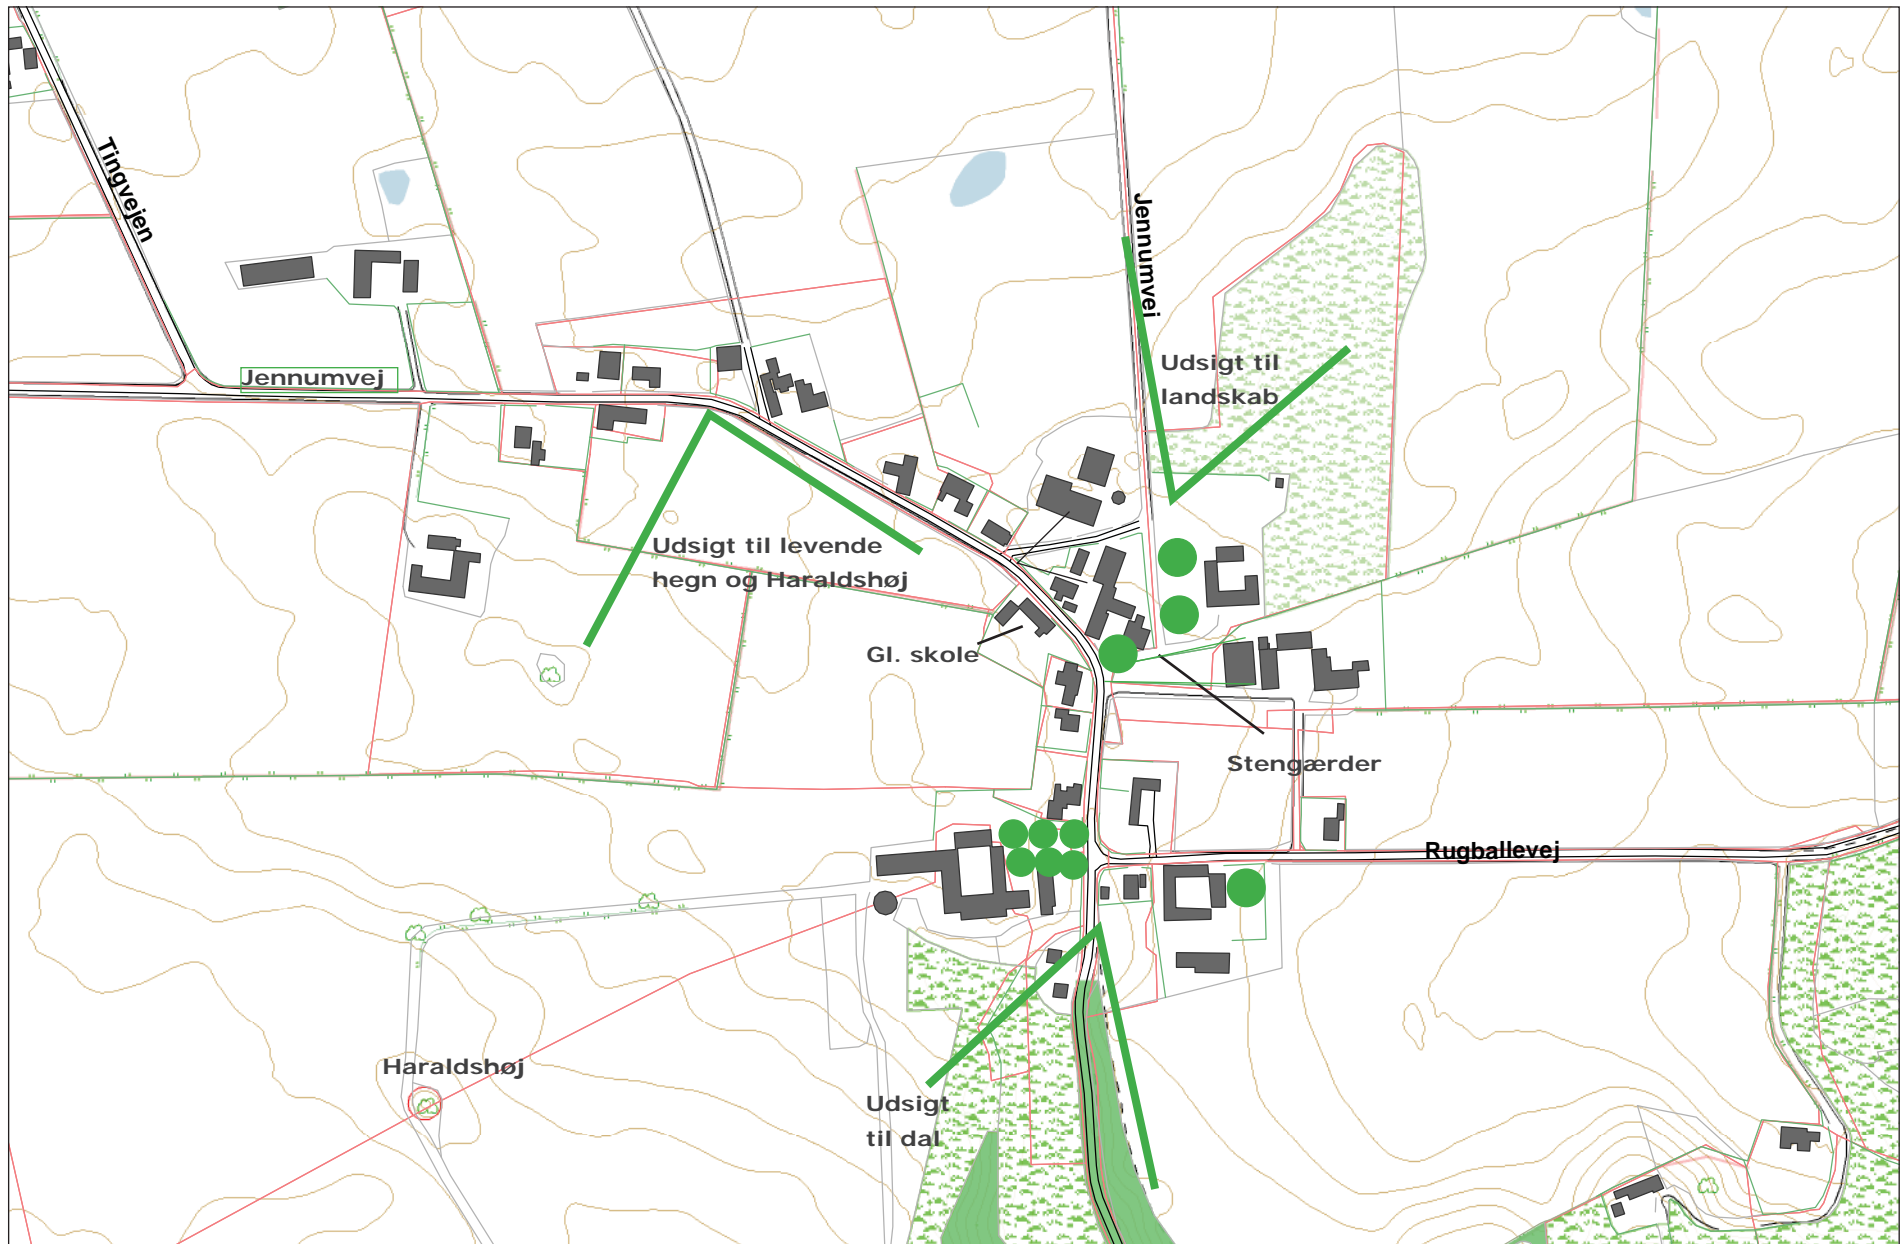 Tingvejen
Jennumvej
Jennumvej
Udsigt til
landskab
Udsigt til levende
hegn og Haraldshøj
Gl. skole
Stengærder
Rugballevej
Haraldshøj
Udsigt
til dal